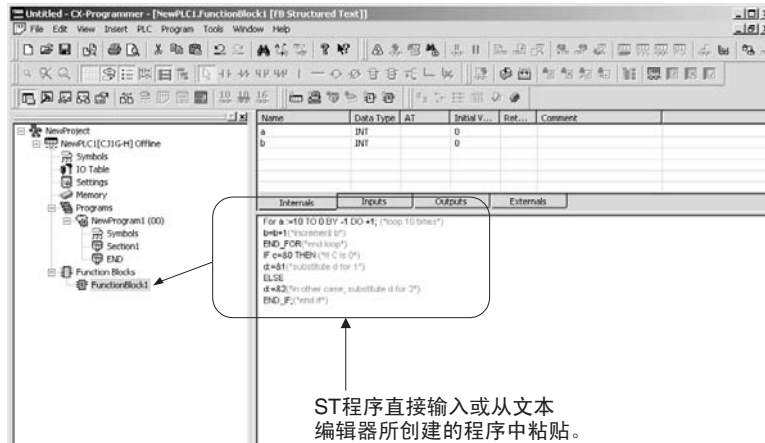 Untitled - CX-Programmer - [NewPLC1.FunctionBlock1 [FB Structured Text]]
File Edit View Insert PLC Program Tools Window Help
NewProject
NewPLC1[CJ1G-H] Offline
Symbols
IO Table
Settings
Memory
Programs
NewProgram1 (00)
Symbols
Section1
END
Function Blocks
FunctionBlock1
Name Data Type AT Initial V... Ret... Comment
a INT 0
b INT 0
Internals Inputs Outputs Externals
For a :=10 TO 0 BY -1 DO +1; (*loop 10 times*)
b=b+1(*increment b*)
END_FOR(*end loop*)
IF c=&0 THEN (*if C is 0*)
d:=&1(*substitute d for 1*)
ELSE
d:=&2(*in other case, substitute d for 2*)
END_IF;(*end if*)
ST程序直接输入或从文本
编辑器所创建的程序中粘贴。